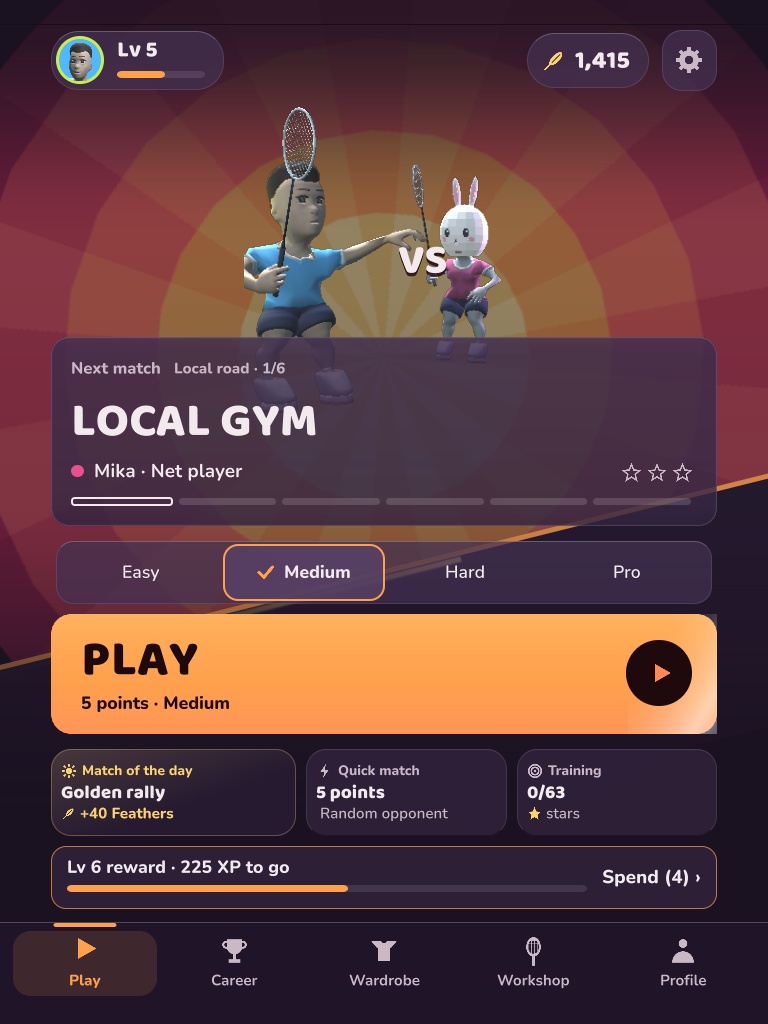 Lv 5
1,415
VS
Next match Local road · 1/6
LOCAL GYM
Mika · Net player
Easy
Medium
Hard
Pro
PLAY
5 points · Medium
Match of the day
Golden rally
+40 Feathers
Quick match
5 points
Random opponent
Training
0/63
stars
Lv 6 reward · 225 XP to go
Spend (4) ›
Play
Career
Wardrobe
Workshop
Profile